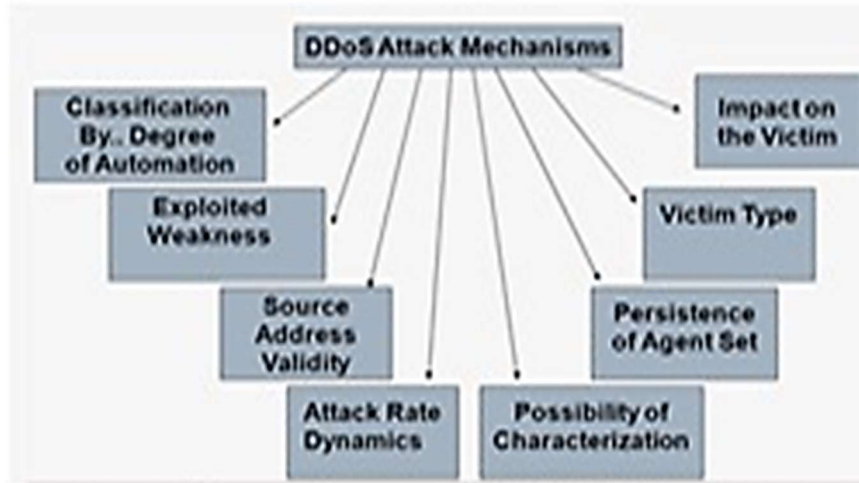 DDoS Attack Mechanisms
Classification
By.. Degree
of Automation
Exploited
Weakness
Source
Address
Validity
Attack Rate
Dynamics
Possibility of
Characterization
Persistence
of Agent Set
Victim Type
Impact on
the Victim